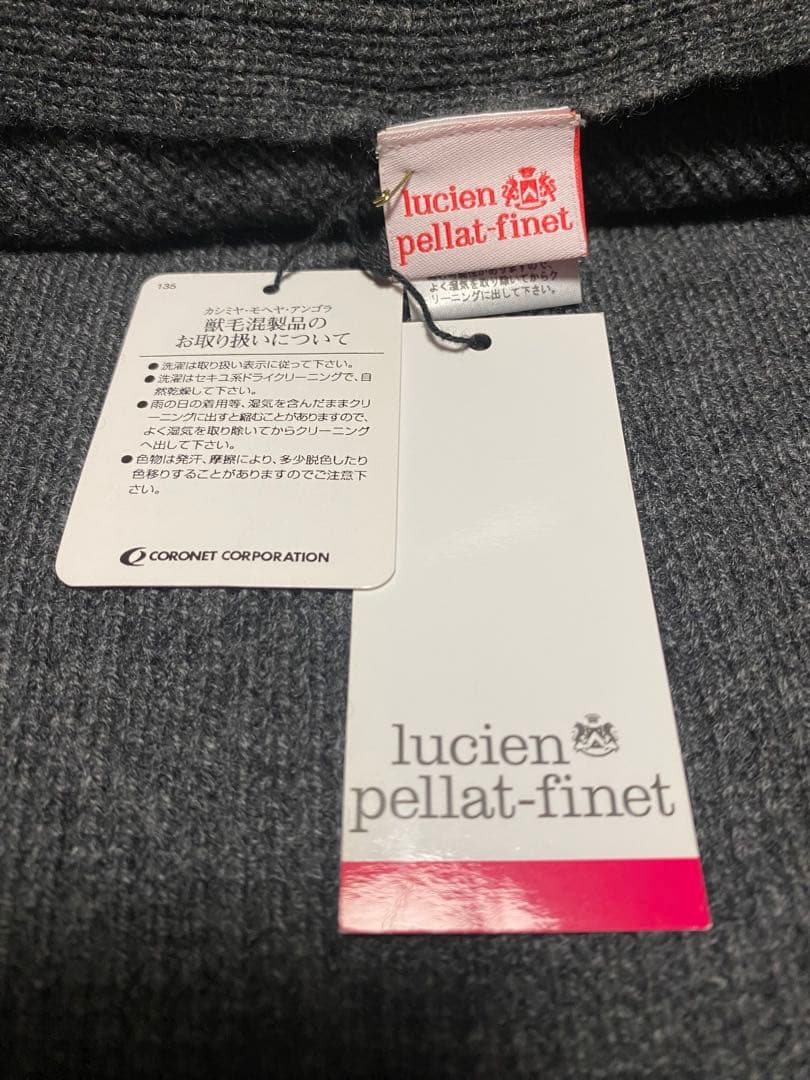 lucien
pellat-finet
よく湿気を取り除いてからク
リーニングに出して下さい。
135
カシミヤ・モヘヤ・アンゴラ
獣毛混製品の
お取り扱いについて
●洗濯は取り扱い表示に従って下さい。
●洗濯はセキユ系ドライクリーニングで、自
然乾燥して下さい。
●雨の日の着用等、湿気を含んだままクリ
ーニングに出すと縮むことがありますので、
よく湿気を取り除いてからクリーニング
へ出して下さい。
●色物は発汗、摩擦により、多少脱色したり
色移りすることがありますのでご注意下
さい。
CORONET CORPORATION
lucien
pellat-finet